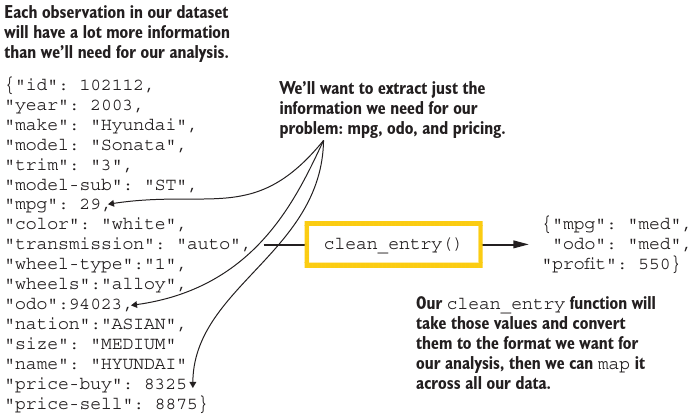 Each observation in our dataset
will have a lot more information
than we'll need for our analysis.
{"id": 102112,
"year": 2003,
"make": "Hyundai",
"model: "Sonata",
"trim": "3",
"model-sub": "ST",
"mpg": 29,
"color": "white",
"transmission": "auto",
"wheel-type":"1",
"wheels":"alloy",
"odo":94023,
"nation":"ASIAN",
"size": "MEDIUM"
"name": "HYUNDAI"
"price-buy": 8325
"price-sell": 8875}
We'll want to extract just the
information we need for our
problem: mpg, odo, and pricing.
clean_entry()
{"mpg": "med",
"odo": "med",
"profit": 550}
Our clean_entry function will
take those values and convert
them to the format we want for
our analysis, then we can map it
across all our data.